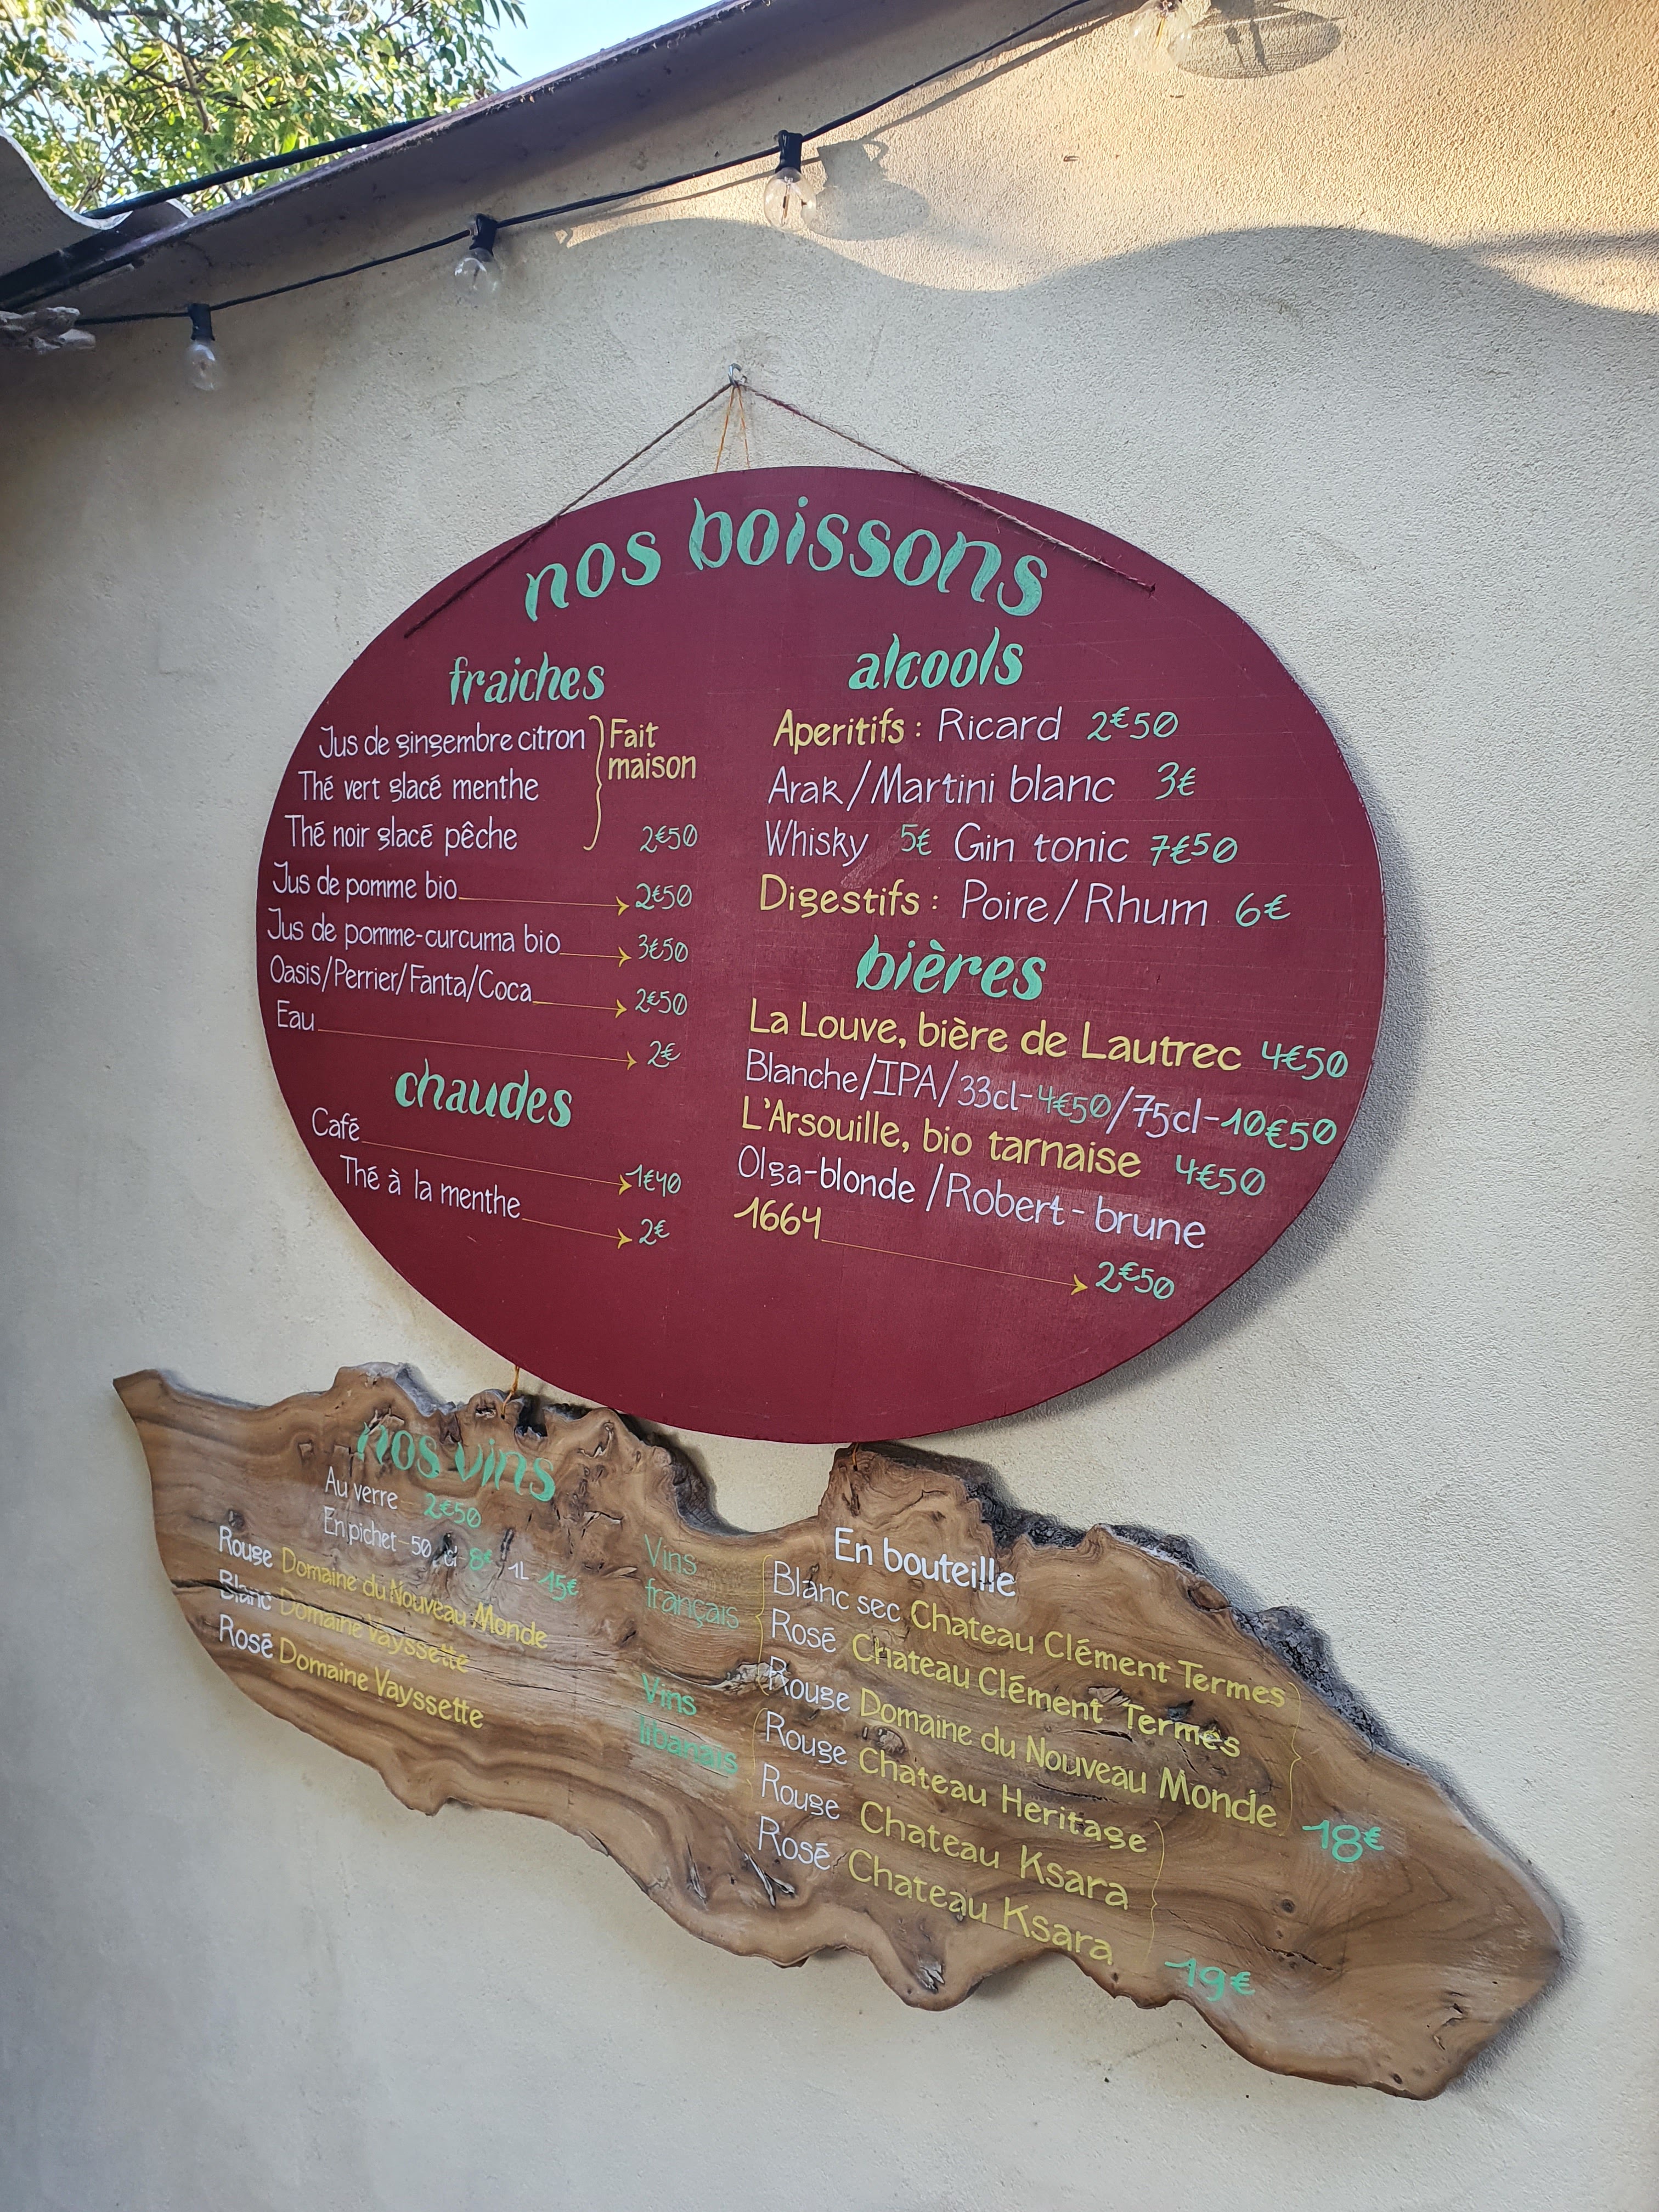 nos boissons
fraiches
Jus de gingembre citron
Thé vert glacé menthe
Thé noir glacé pêche
Fait
maison
2€50
Jus de pomme bio 2€50
Jus de pomme-curcuma bio 3€50
Oasis/Perrier/Fanta/Coca 2€50
Eau 2€
chaudes
Café 1€40
Thé à la menthe 2€
alcools
Aperitifs : Ricard 2€50
Arak/Martini blanc 3€
Whisky 5€ Gin tonic 7€50
Digestifs : Poire/Rhum 6€
bières
La Louve, bière de Lautrec 4€50
Blanche/IPA/33cl-4€50/75cl-10€50
L'Arsouille, bio tarnaise 4€50
Olga-blonde/Robert-brune
1664 2€50
nos vins
Au verre 2€50
En pichet-50 cl 8€ 1L 15€
Rouge Domaine du Nouveau Monde
Blanc Domaine Vayssette
Rosé Domaine Vayssette
En bouteille
Vins
français
Blanc sec Chateau Clément Termes
Rosé Chateau Clément Termes
Rouge Domaine du Nouveau Monde
18€
Vins
libanais
Rouge Chateau Heritage
Rouge Chateau Ksara
Rosé Chateau Ksara
19€